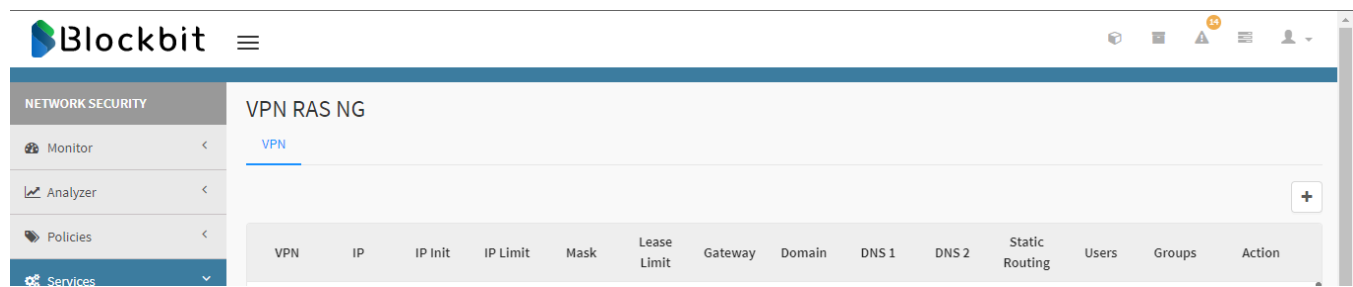 Blockbit
14
NETWORK SECURITY
VPN RAS NG
Monitor
VPN
Analyzer
+
Policies
VPN IP IP Init IP Limit Mask Lease Limit Gateway Domain DNS 1 DNS 2 Static Routing Users Groups Action
Services